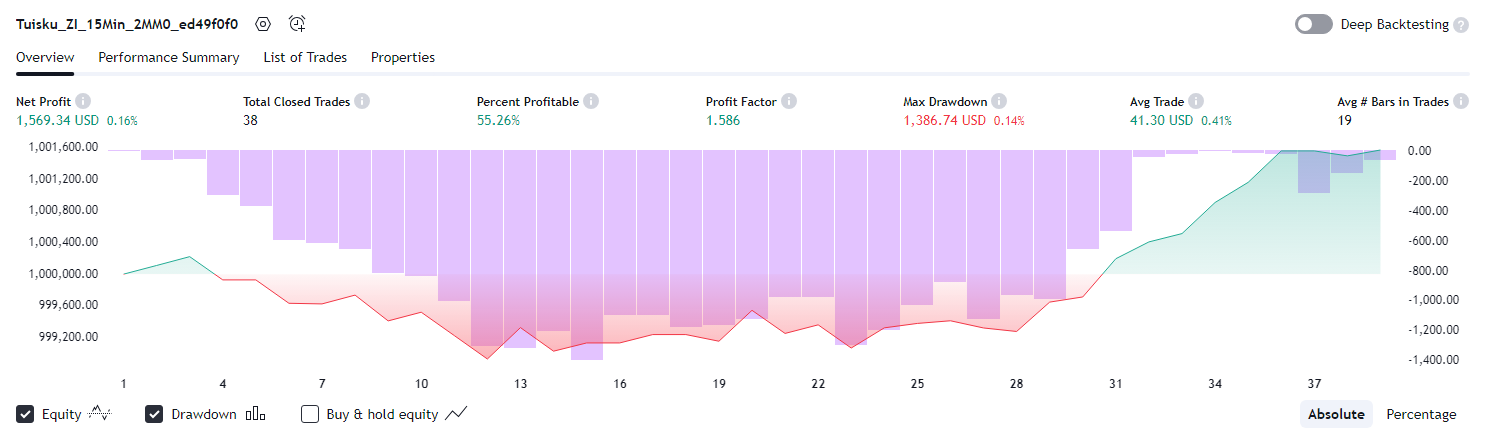 Tuisku_ZI_15Min_2MM0_ed49f0f0
Deep Backtesting ?
Overview Performance Summary List of Trades Properties
Net Profit i Total Closed Trades i Percent Profitable i Profit Factor i Max Drawdown i Avg Trade i Avg # Bars in Trades i
1,569.34 USD 0.16% 38 55.26% 1.586 1,386.74 USD 0.14% 41.30 USD 0.41% 19
1,001,600.00 0.00
1,001,200.00 -200.00
1,000,800.00 -400.00
1,000,400.00 -600.00
1,000,000.00 -800.00
999,600.00 -1,000.00
999,200.00 -1,200.00
-1,400.00
1 4 7 10 13 16 19 22 25 28 31 34 37
Equity Drawdown Buy & hold equity Absolute Percentage